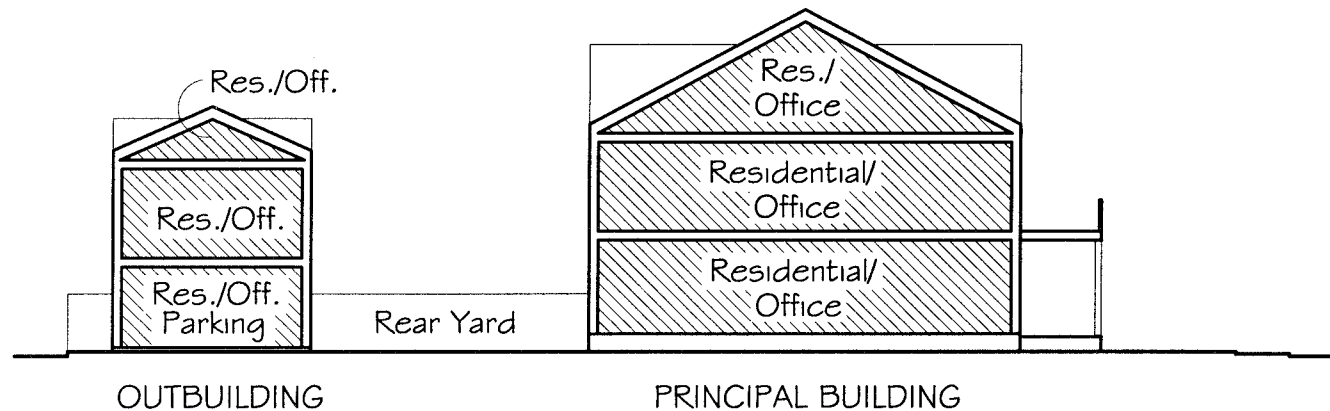 Res./Off.
Res./Off.
Res./Off.
Parking
Rear Yard
Res./
Office
Residential/
Office
Residential/
Office
OUTBUILDING
PRINCIPAL BUILDING